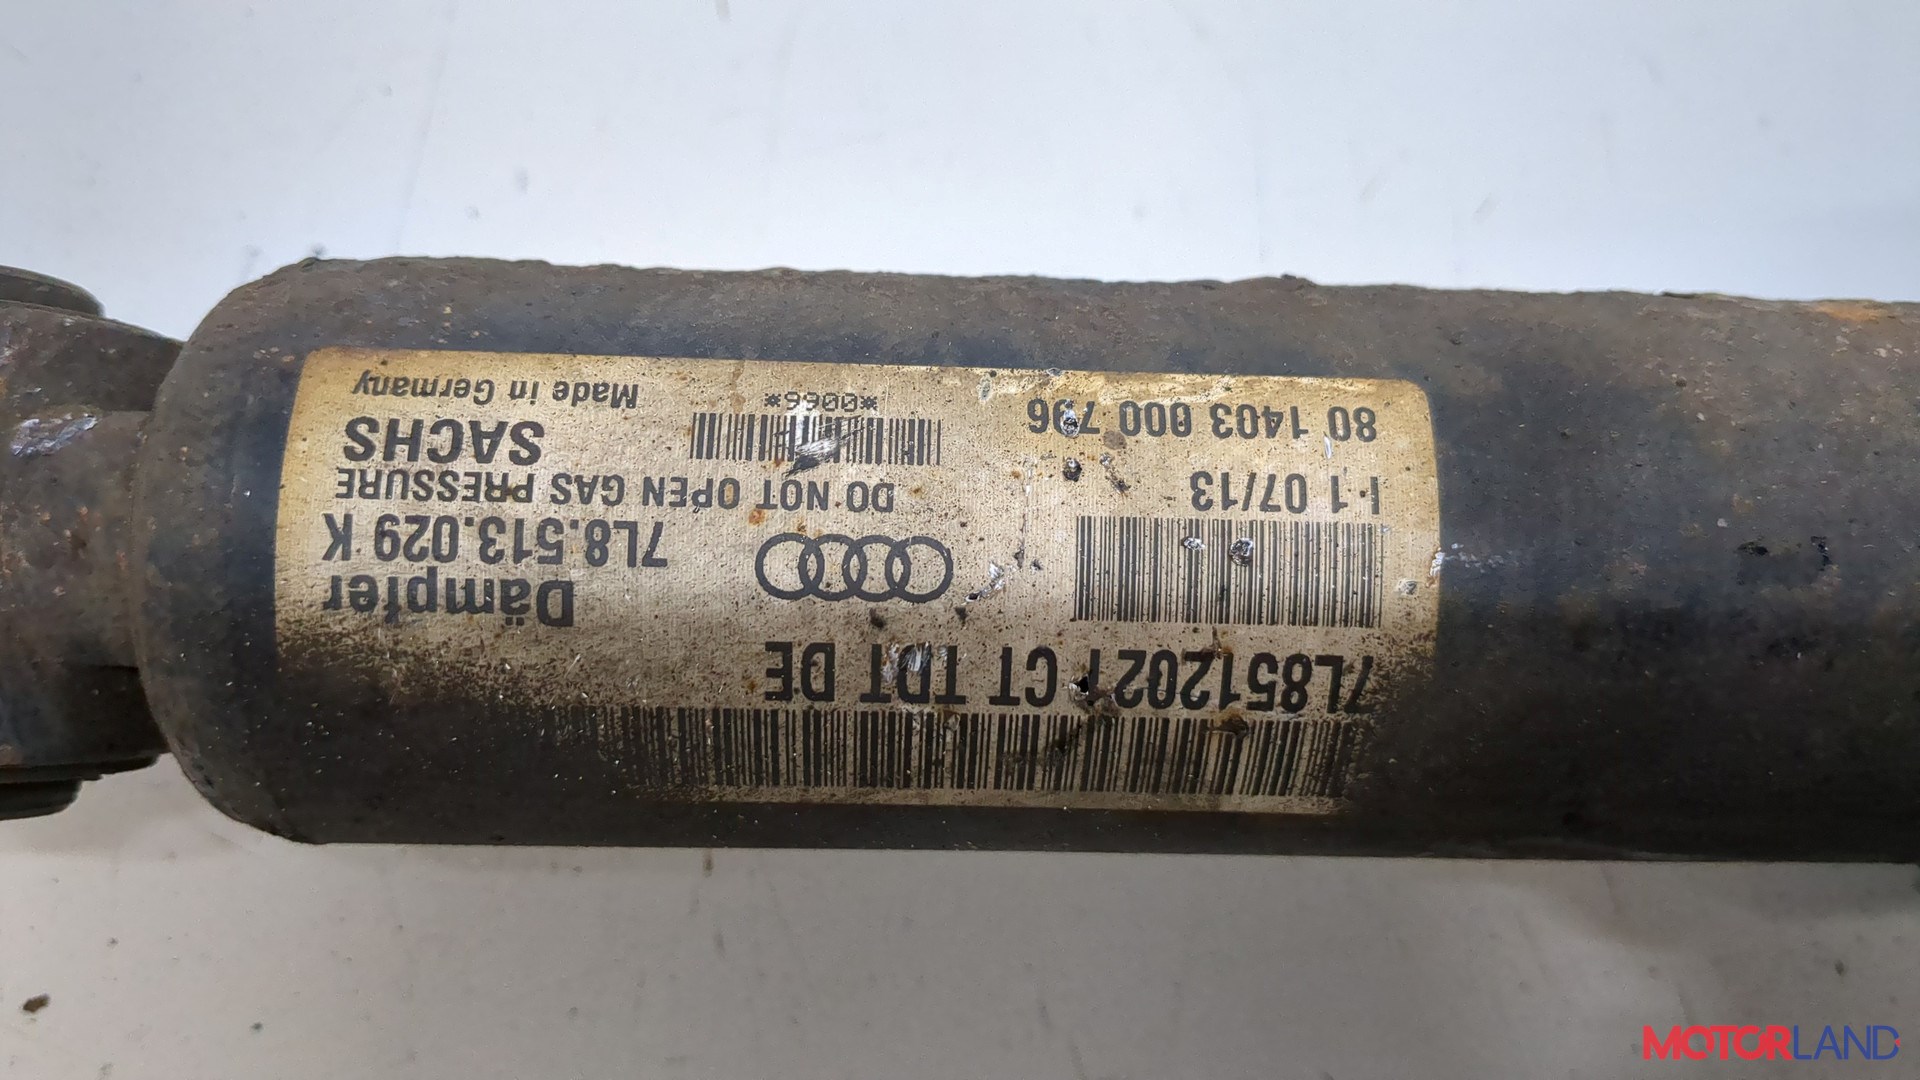 7L8512021 CT TDT DE
Dämpfer
7L8.513.029 K
DO NOT OPEN GAS PRESSURE
SACHS
Made in Germany
I-1 07/13
80 1403 000 796
*0066*
MOTORLAND